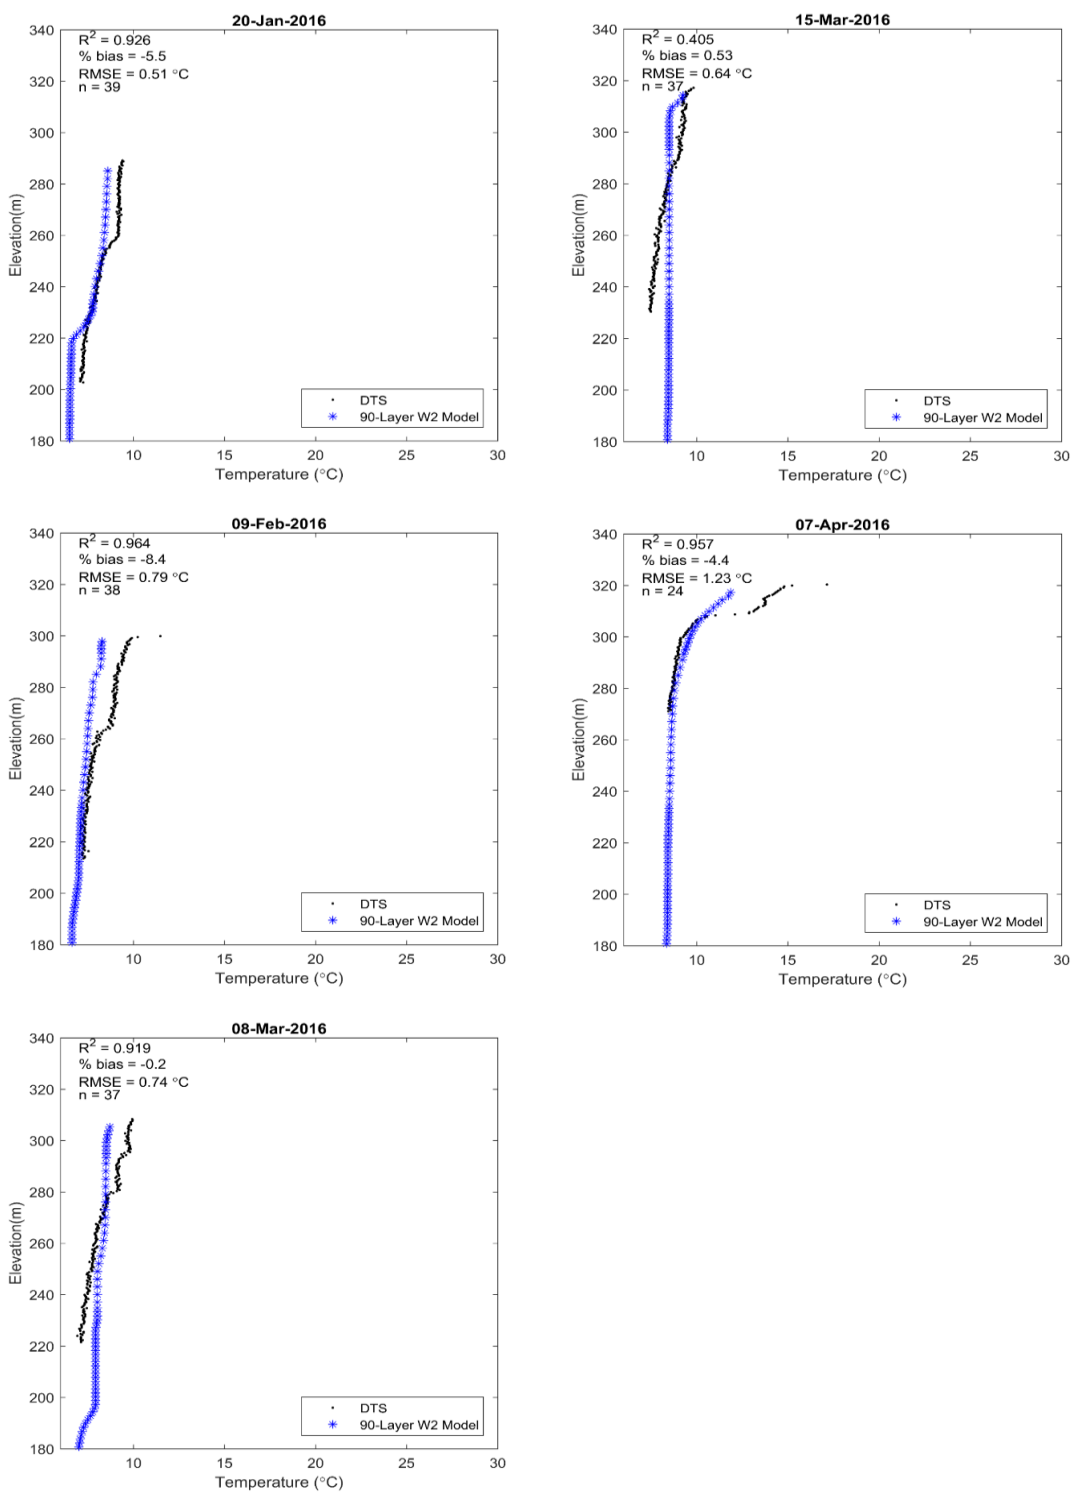 20-Jan-2016
R2 = 0.926
% bias = -5.5
RMSE = 0.51 °C
n = 39
340
320
300
280
260
240
220
200
180
Elevation(m)
DTS
90-Layer W2 Model
10 15 20 25 30
Temperature (°C)
15-Mar-2016
R2 = 0.405
% bias = 0.53
RMSE = 0.64 °C
n = 37
340
320
300
280
260
240
220
200
180
Elevation(m)
DTS
90-Layer W2 Model
10 15 20 25 30
Temperature (°C)
09-Feb-2016
R2 = 0.964
% bias = -8.4
RMSE = 0.79 °C
n = 38
340
320
300
280
260
240
220
200
180
Elevation(m)
DTS
90-Layer W2 Model
10 15 20 25 30
Temperature (°C)
07-Apr-2016
R2 = 0.957
% bias = -4.4
RMSE = 1.23 °C
n = 24
340
320
300
280
260
240
220
200
180
Elevation(m)
DTS
90-Layer W2 Model
10 15 20 25 30
Temperature (°C)
08-Mar-2016
R2 = 0.919
% bias = -0.2
RMSE = 0.74 °C
n = 37
340
320
300
280
260
240
220
200
180
Elevation(m)
DTS
90-Layer W2 Model
10 15 20 25 30
Temperature (°C)